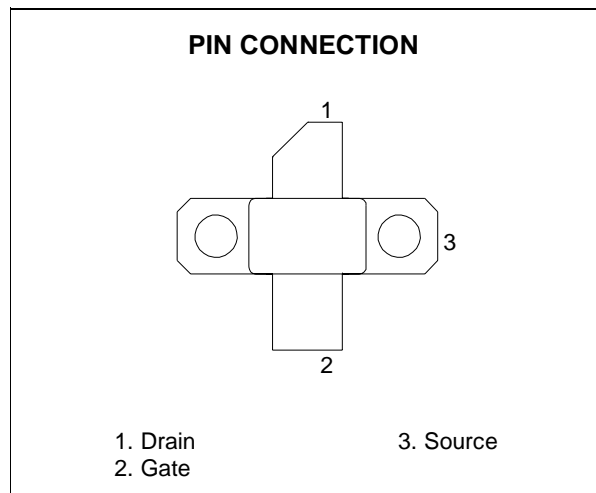 PIN CONNECTION
1
3
2
1. Drain
3. Source
2. Gate